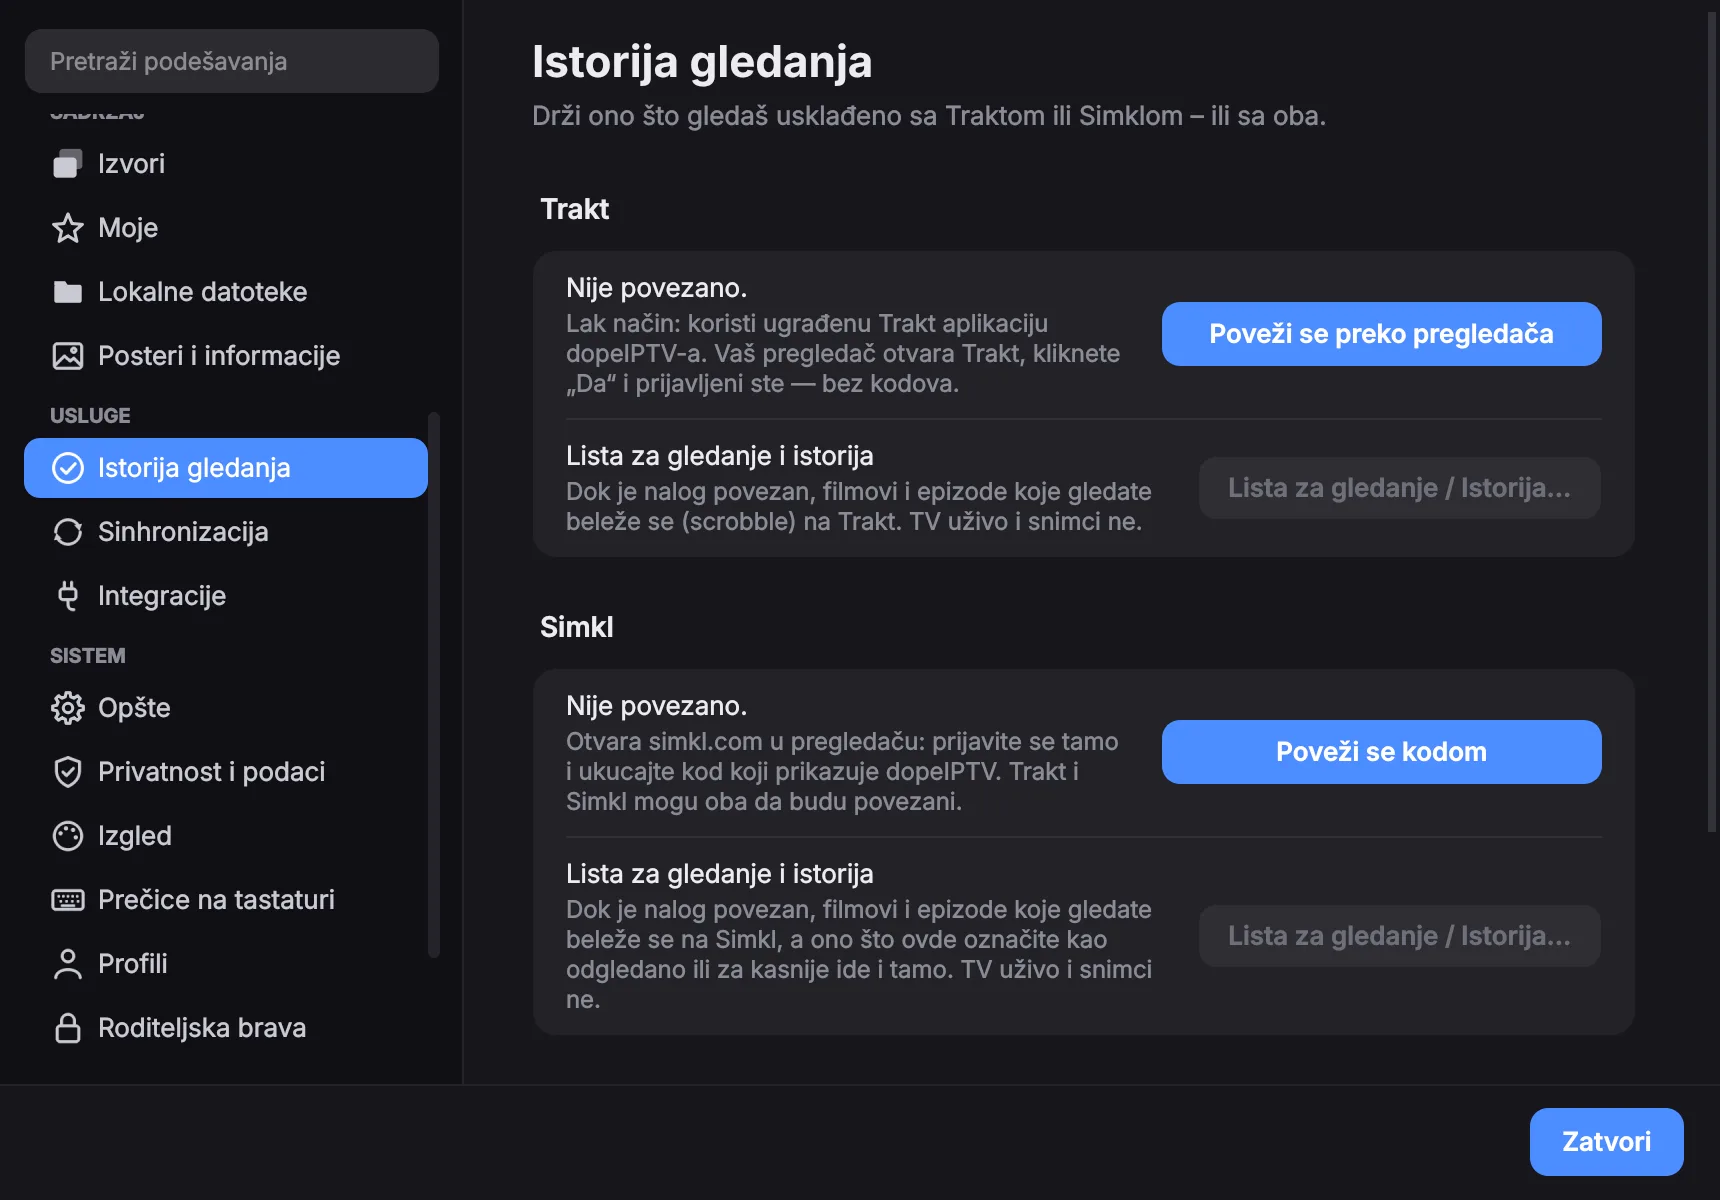 Pretraži podešavanja
SADRŽAJ
Izvori
Moje
Lokalne datoteke
Posteri i informacije
USLUGE
Istorija gledanja
Sinhronizacija
Integracije
SISTEM
Opšte
Privatnost i podaci
Izgled
Prečice na tastaturi
Profili
Roditeljska brava
Istorija gledanja
Drži ono što gledaš usklađeno sa Traktom ili Simklom – ili sa oba.
Trakt
Nije povezano.
Lak način: koristi ugrađenu Trakt aplikaciju
dopeIPTV-a. Vaš pregledač otvara Trakt, kliknete
„Da“ i prijavljeni ste — bez kodova.
Poveži se preko pregledača
Lista za gledanje i istorija
Dok je nalog povezan, filmovi i epizode koje gledate
beleže se (scrobble) na Trakt. TV uživo i snimci ne.
Lista za gledanje / Istorija...
Simkl
Nije povezano.
Otvara simkl.com u pregledaču: prijavite se tamo
i ukucajte kod koji prikazuje dopeIPTV. Trakt i
Simkl mogu oba da budu povezani.
Poveži se kodom
Lista za gledanje i istorija
Dok je nalog povezan, filmovi i epizode koje gledate
beleže se na Simkl, a ono što ovde označite kao
odgledano ili za kasnije ide i tamo. TV uživo i snimci
ne.
Lista za gledanje / Istorija...
Zatvori